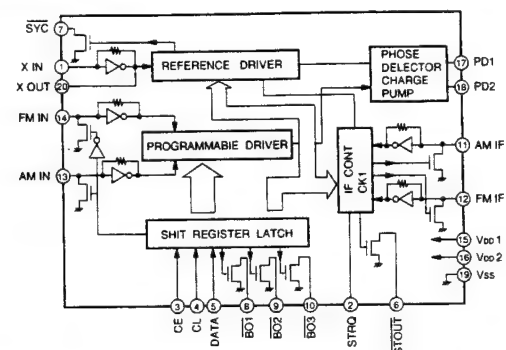 SYC
7
X IN
1
X OUT
20
FM IN
14
AM IN
13
REFERENCE DRIVER
PROGRAMMABIE DRIVER
SHIT REGISTER LATCH
PHOSE
DELECTOR
CHARGE
PUMP
IF CONT
CK1
17
PD1
18
PD2
11
AM IF
12
FM IF
15
VDD 1
16
VDD 2
19
VSS
3
4
5
8
9
10
2
6
CE
CL
DATA
BO1
BO2
BO3
STRQ
STOUT